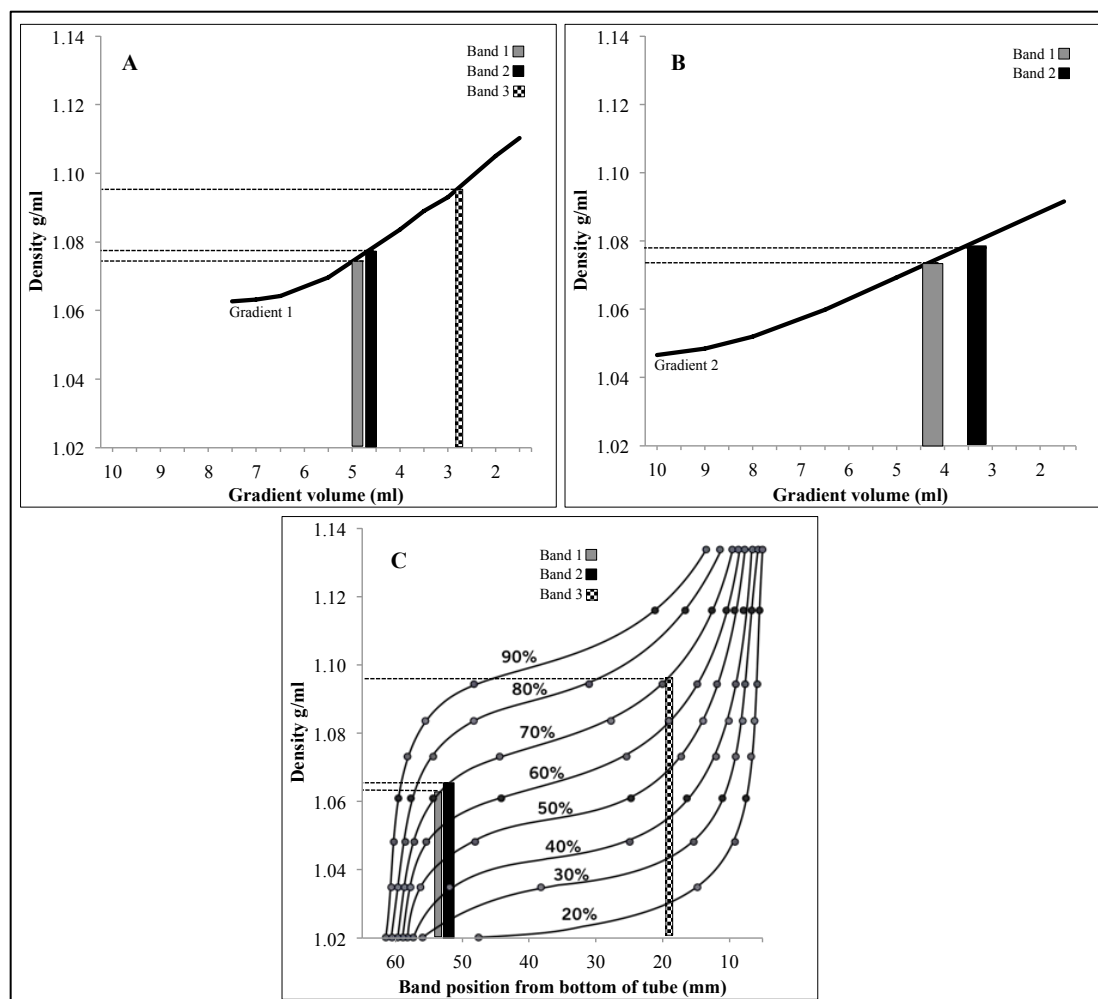 A
Band 1
Band 2
Band 3
1.14
1.12
1.10
1.08
1.06
1.04
1.02
Density g/ml
Gradient 1
10 9 8 7 6 5 4 3 2
Gradient volume (ml)
B
Band 1
Band 2
1.14
1.12
1.10
1.08
1.06
1.04
1.02
Density g/ml
Gradient 2
10 9 8 7 6 5 4 3 2
Gradient volume (ml)
C
Band 1
Band 2
Band 3
1.14
1.12
1.10
1.08
1.06
1.04
1.02
Density g/ml
90%
80%
70%
60%
50%
40%
30%
20%
60 50 40 30 20 10
Band position from bottom of tube (mm)